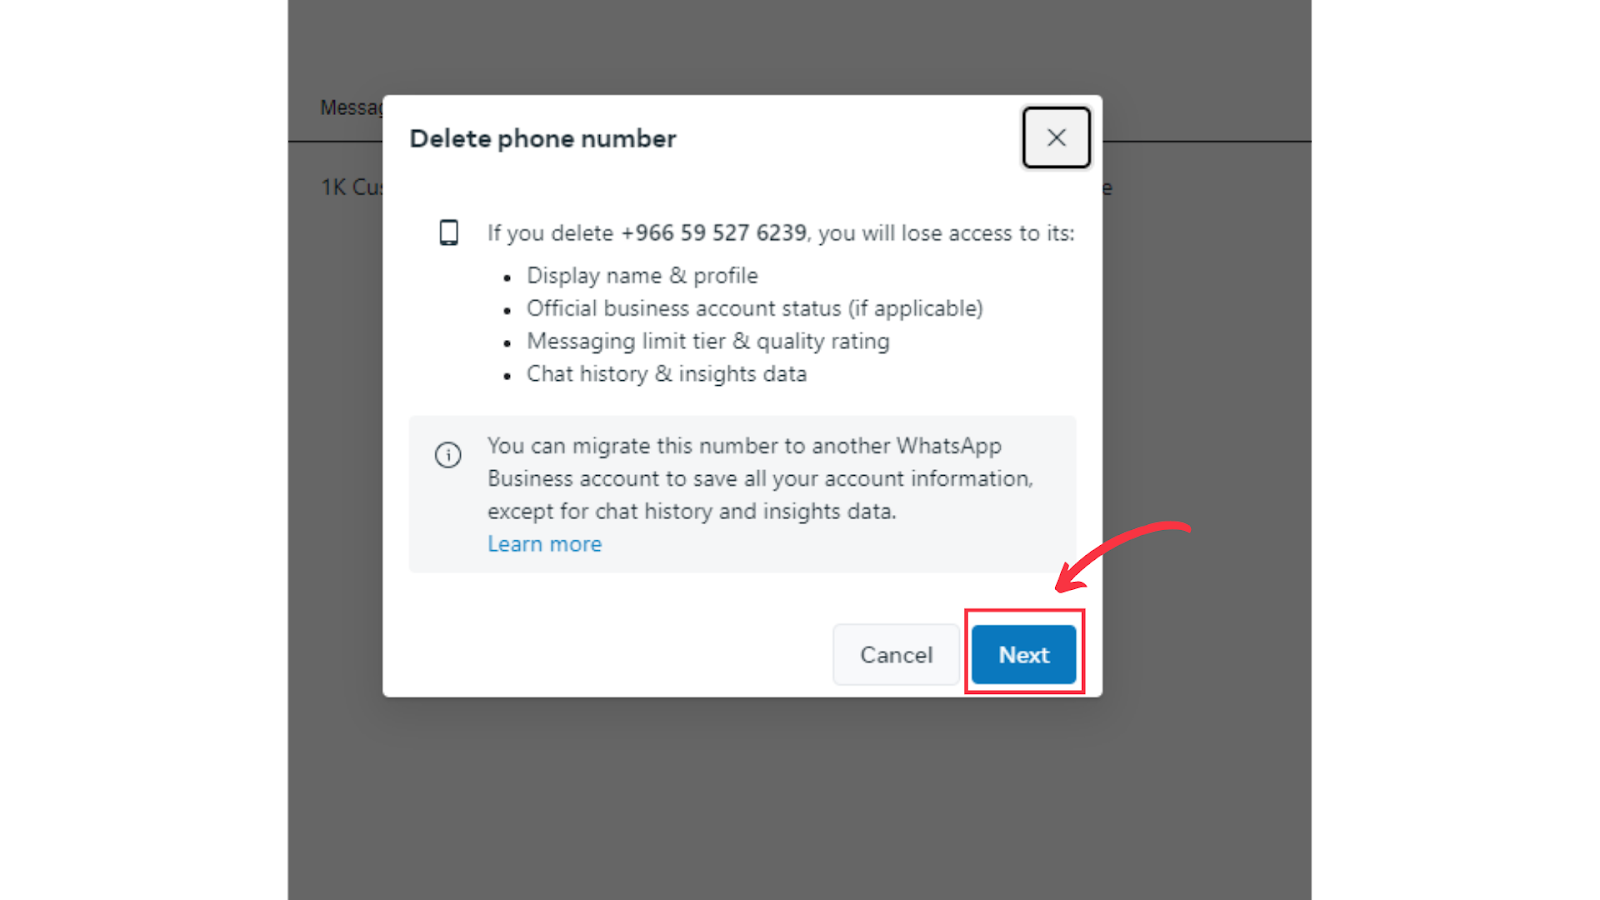 Delete phone number
1K
If you delete +966 59 527 6239, you will lose access to its:
• Display name & profile
• Official business account status (if applicable)
• Messaging limit tier & quality rating
• Chat history & insights data
You can migrate this number to another WhatsApp
Business account to save all your account information,
except for chat history and insights data.
Learn more
Cancel
Next